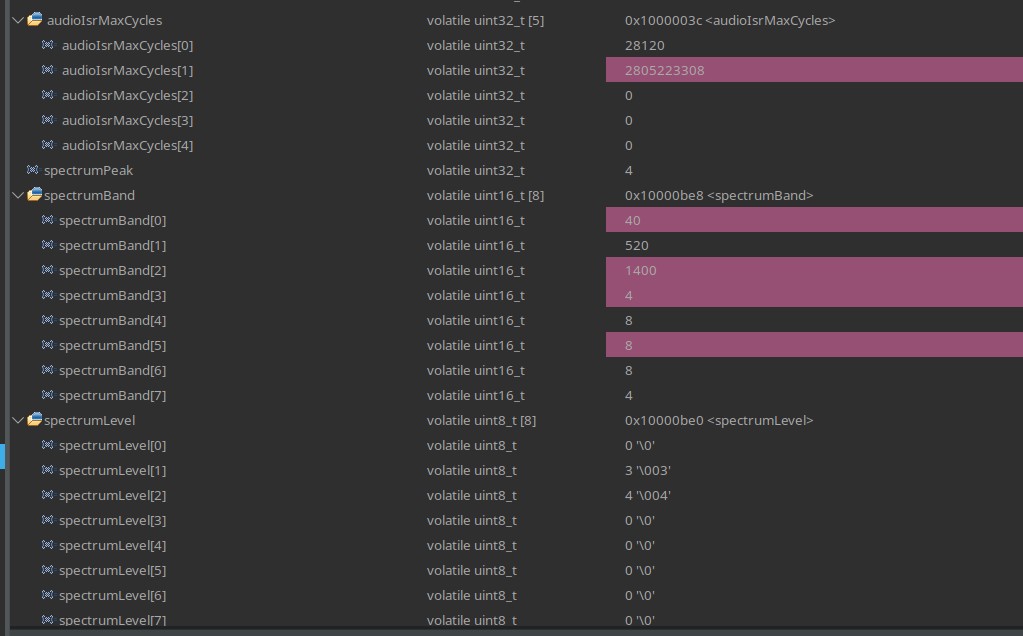 audioIsrMaxCycles volatile uint32_t [5] 0x1000003c <audioIsrMaxCycles>
audioIsrMaxCycles[0] volatile uint32_t 28120
audioIsrMaxCycles[1] volatile uint32_t 2805223308
audioIsrMaxCycles[2] volatile uint32_t 0
audioIsrMaxCycles[3] volatile uint32_t 0
audioIsrMaxCycles[4] volatile uint32_t 0
spectrumPeak volatile uint32_t 4
spectrumBand volatile uint16_t [8] 0x10000be8 <spectrumBand>
spectrumBand[0] volatile uint16_t 40
spectrumBand[1] volatile uint16_t 520
spectrumBand[2] volatile uint16_t 1400
spectrumBand[3] volatile uint16_t 4
spectrumBand[4] volatile uint16_t 8
spectrumBand[5] volatile uint16_t 8
spectrumBand[6] volatile uint16_t 8
spectrumBand[7] volatile uint16_t 4
spectrumLevel volatile uint8_t [8] 0x10000be0 <spectrumLevel>
spectrumLevel[0] volatile uint8_t 0 '\0'
spectrumLevel[1] volatile uint8_t 3 '\003'
spectrumLevel[2] volatile uint8_t 4 '\004'
spectrumLevel[3] volatile uint8_t 0 '\0'
spectrumLevel[4] volatile uint8_t 0 '\0'
spectrumLevel[5] volatile uint8_t 0 '\0'
spectrumLevel[6] volatile uint8_t 0 '\0'
spectrumLevel[7] volatile uint8_t 0 '\0'